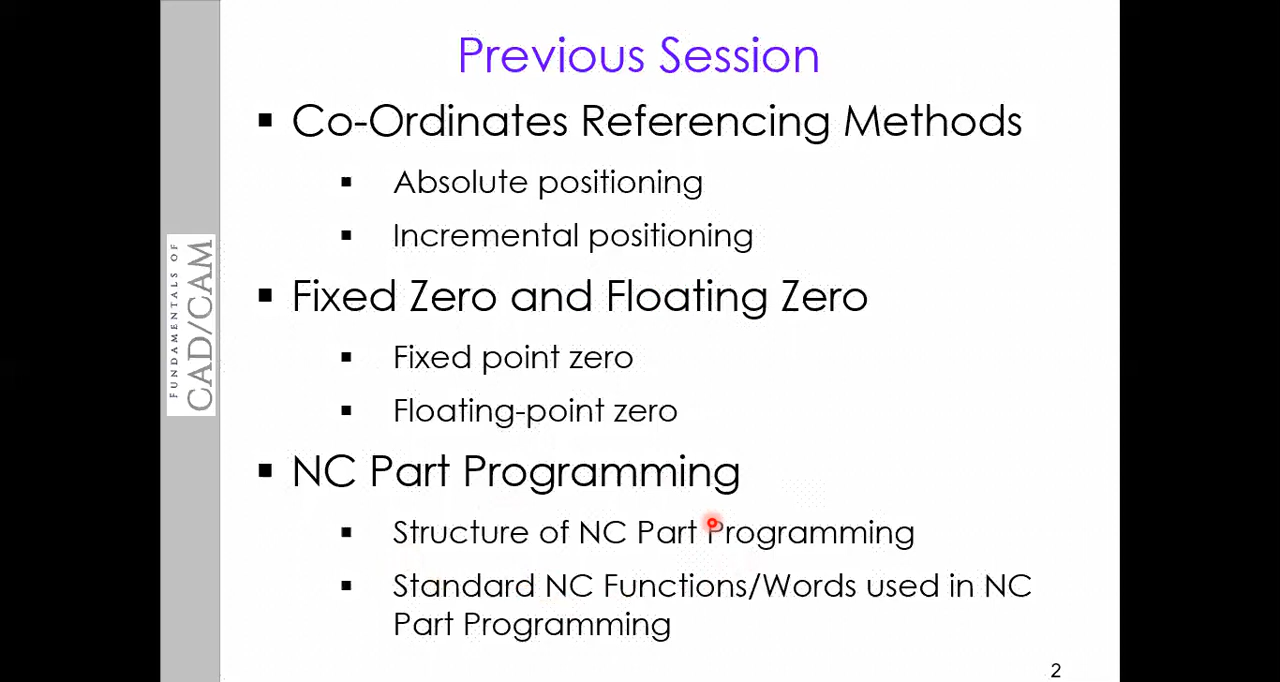 Previous Session
▪ Co-Ordinates Referencing Methods
▪ Absolute positioning
▪ Incremental positioning
▪ Fixed Zero and Floating Zero
▪ Fixed point zero
▪ Floating-point zero
▪ NC Part Programming
▪ Structure of NC Part Programming
▪ Standard NC Functions/Words used in NC
Part Programming
FUNDAMENTALS OF
CAD/CAM
2